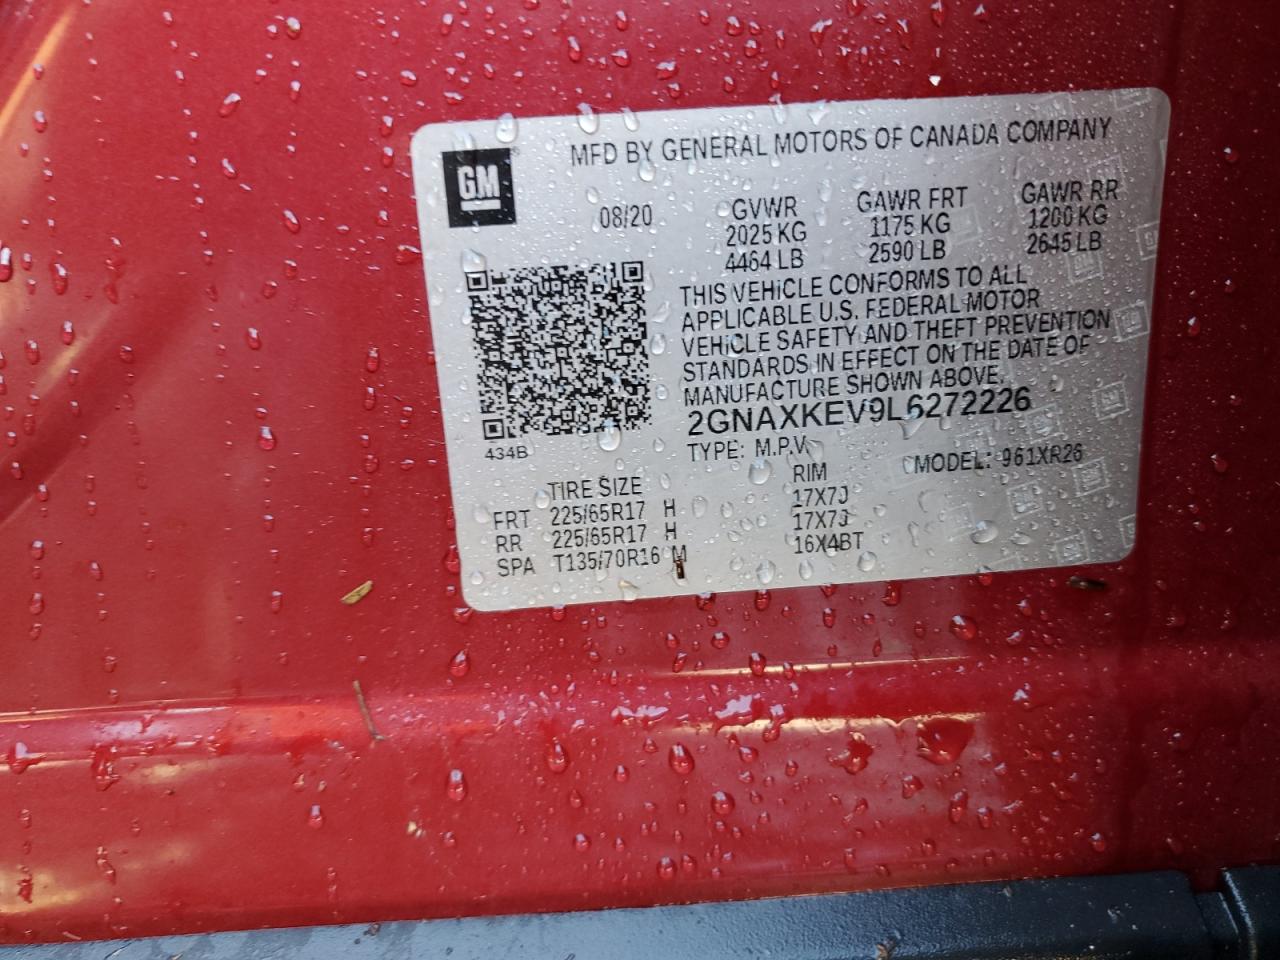 GM
MFD BY GENERAL MOTORS OF CANADA COMPANY
08/20 GVWR GAWR FRT GAWR RR
2025 KG 1175 KG 1200 KG
4464 LB 2590 LB 2645 LB
THIS VEHICLE CONFORMS TO ALL
APPLICABLE U.S. FEDERAL MOTOR
VEHICLE SAFETY AND THEFT PREVENTION
STANDARDS IN EFFECT ON THE DATE OF
MANUFACTURE SHOWN ABOVE.
2GNAXKEV9L6272226
434B
TYPE: M.P.V. MODEL: 961XR26
TIRE SIZE RIM
FRT 225/65R17 H 17X7J
RR 225/65R17 H 17X7J
SPA T135/70R16 M 16X4BT